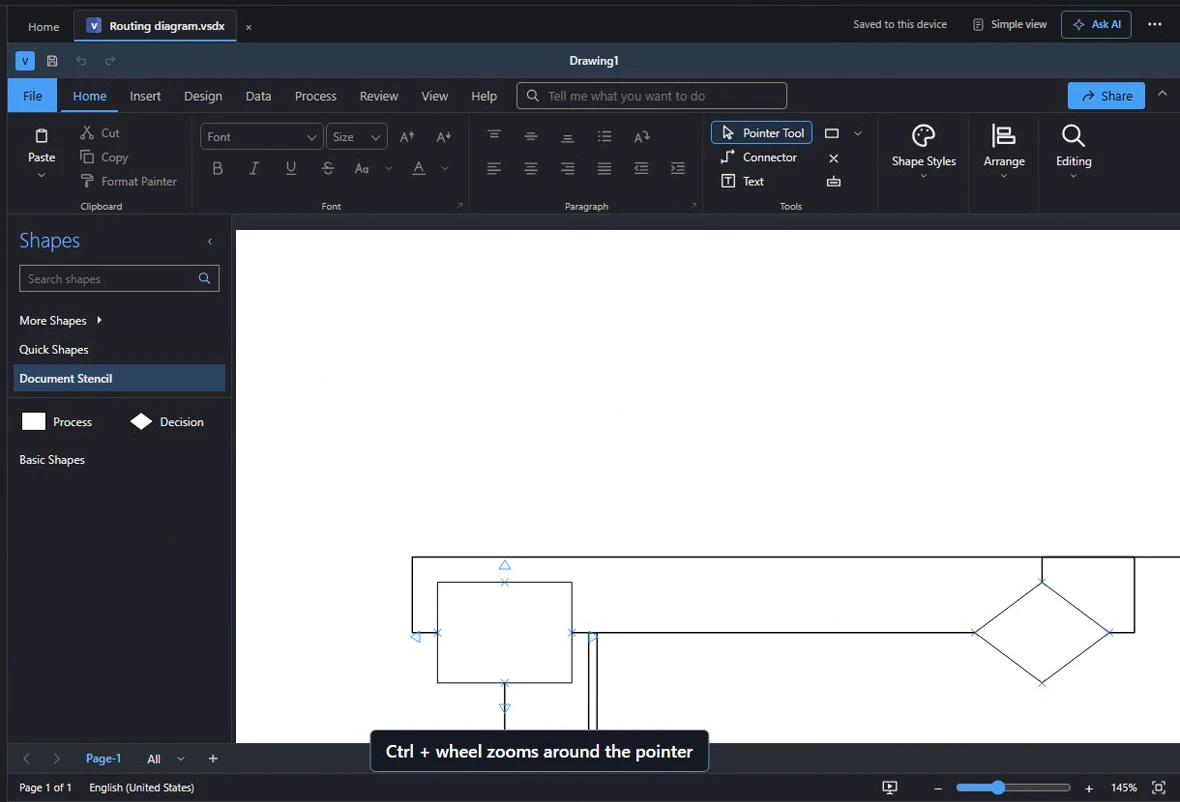 Home
V Routing diagram.vsdx ×
Saved to this device
Simple view
Ask AI
V
Drawing1
File Home Insert Design Data Process Review View Help
Tell me what you want to do
Share
Paste
Cut
Copy
Format Painter
Clipboard
Font Size A A
B I U S Aa A
Font
Paragraph
Pointer Tool
Connector
Text
Tools
Shape Styles
Arrange
Editing
Shapes
Search shapes
More Shapes
Quick Shapes
Document Stencil
Process Decision
Basic Shapes
Ctrl + wheel zooms around the pointer
Page-1 All +
Page 1 of 1 English (United States)
− + 145%